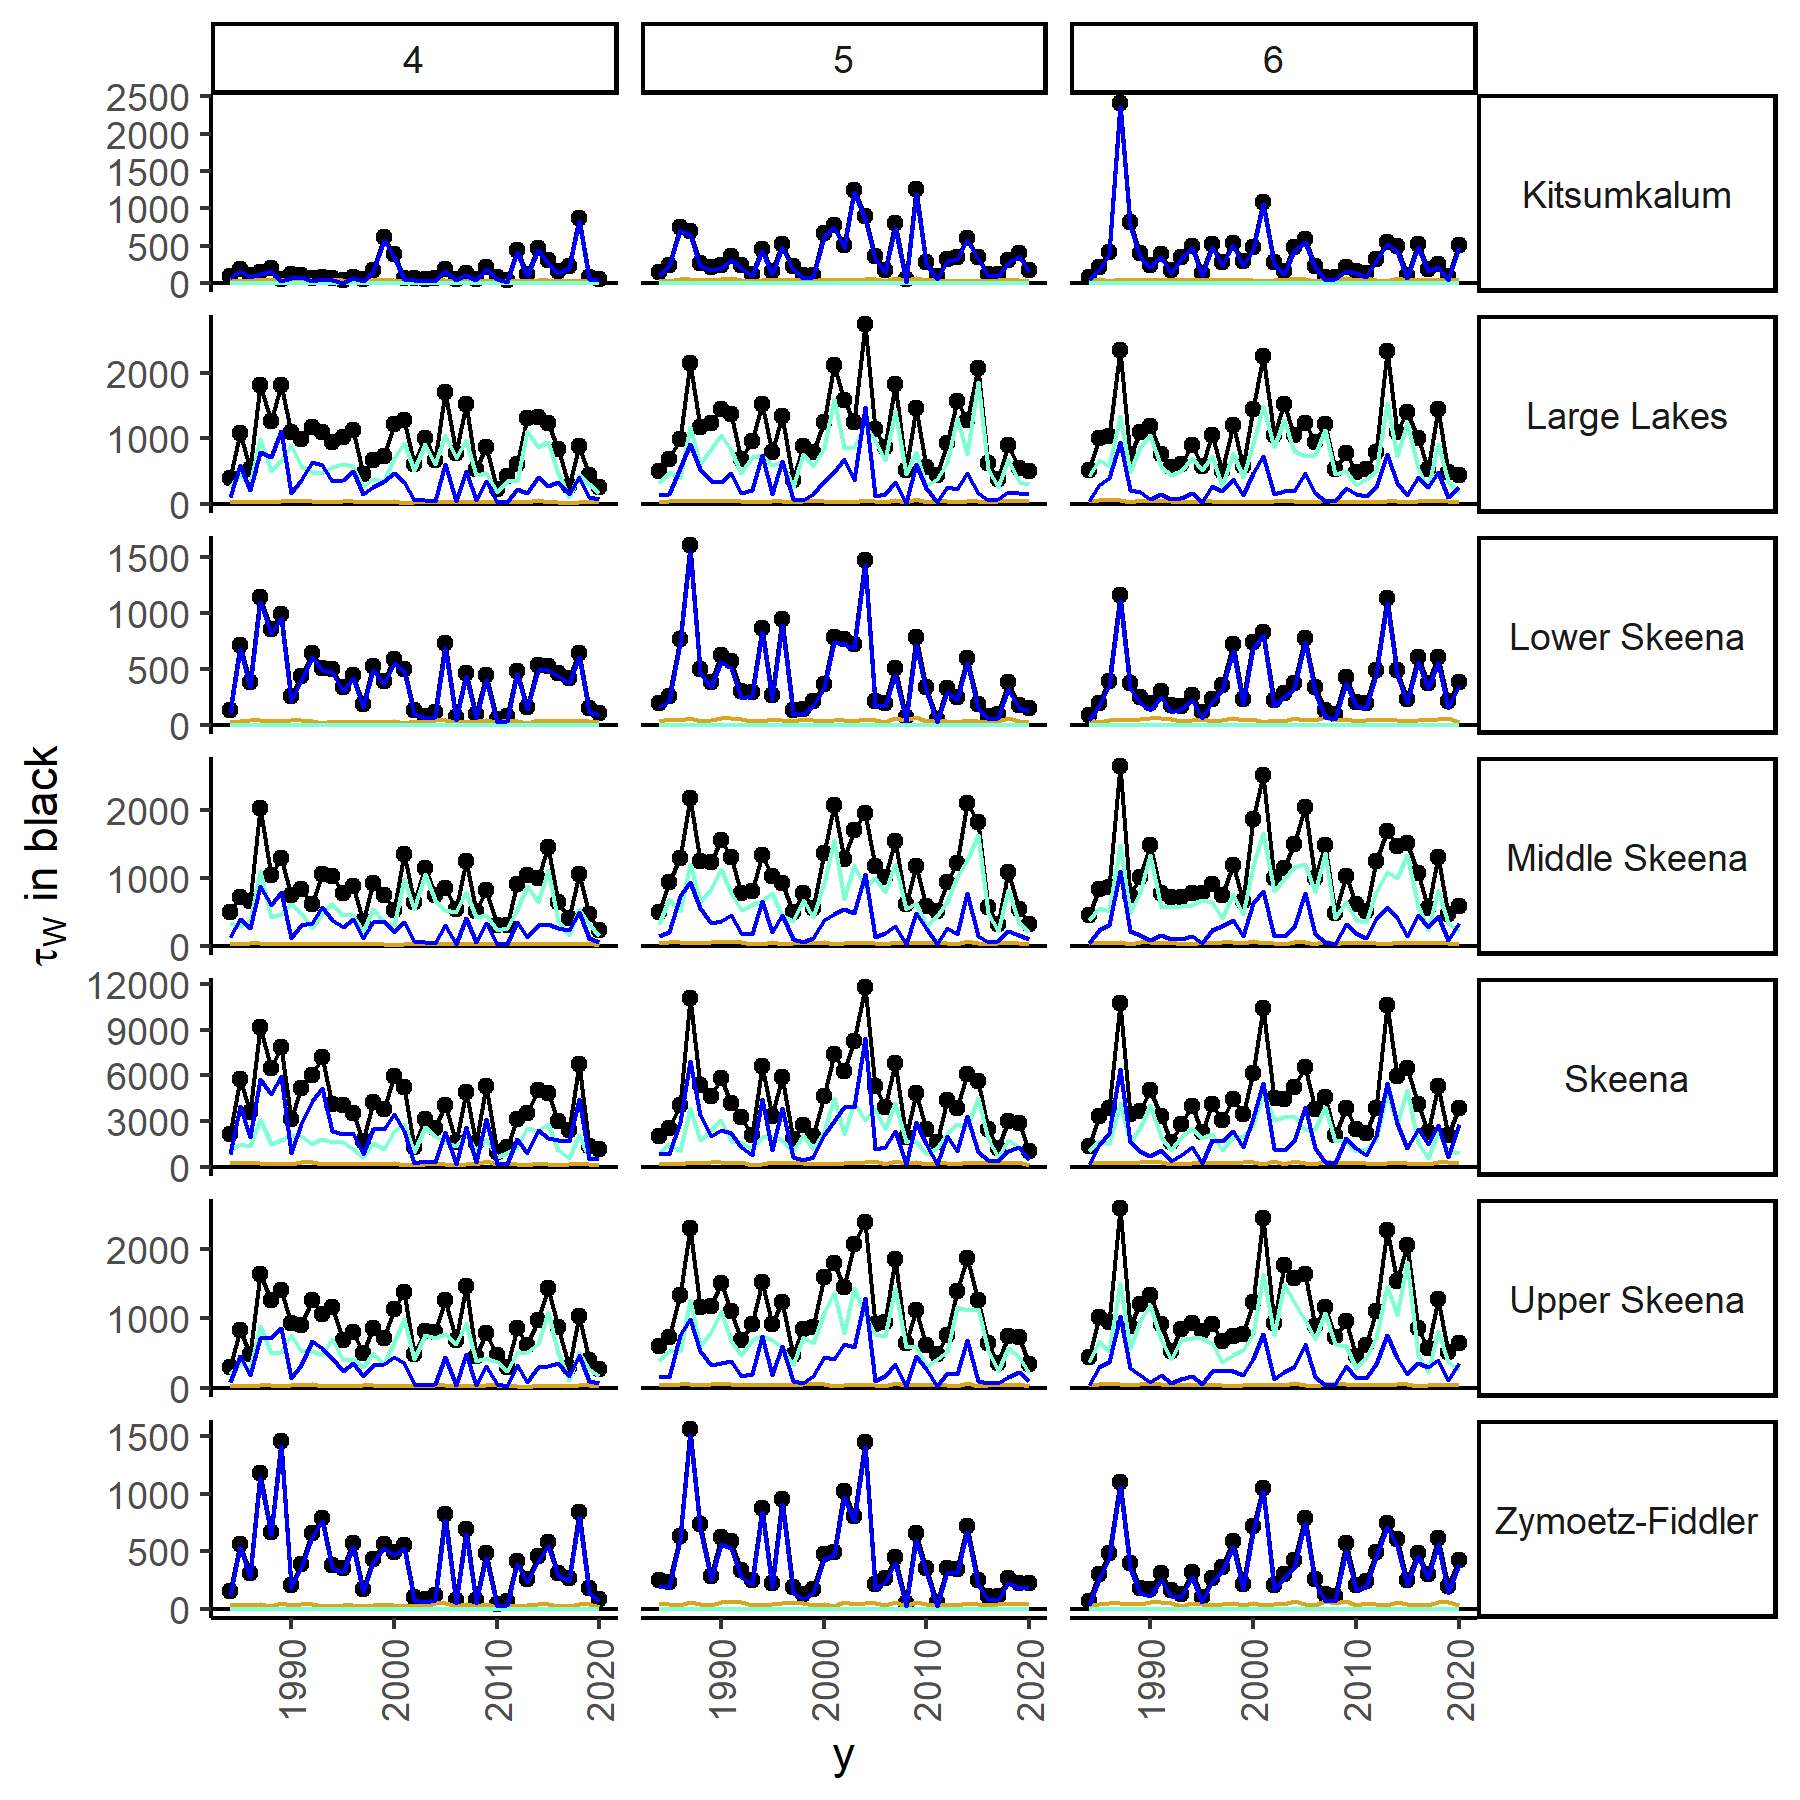 4 5 6
2500
2000
1500
1000
500
0
Kitsumkalum
2000
1000
0
Large Lakes
1500
1000
500
0
Lower Skeena
2000
1000
0
Middle Skeena
12000
9000
6000
3000
0
Skeena
2000
1000
0
Upper Skeena
1500
1000
500
0
Zymoetz-Fiddler
τW in black
1990 2000 2010 2020 1990 2000 2010 2020 1990 2000 2010 2020
y